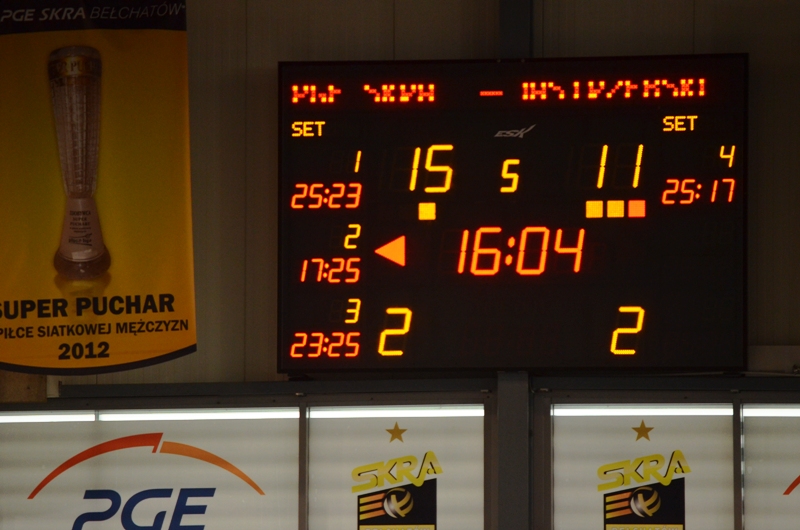 PGE SKRA BEŁCHATÓW
SUPER PUCHAR
PIŁCE SIATKOWEJ MĘŻCZYZN
2012
SET
SET
ESK
1
15
5
11
4
25:23
25:17
2
16:04
17:25
3
2
2
23:25
PGE
SKRA
SKRA